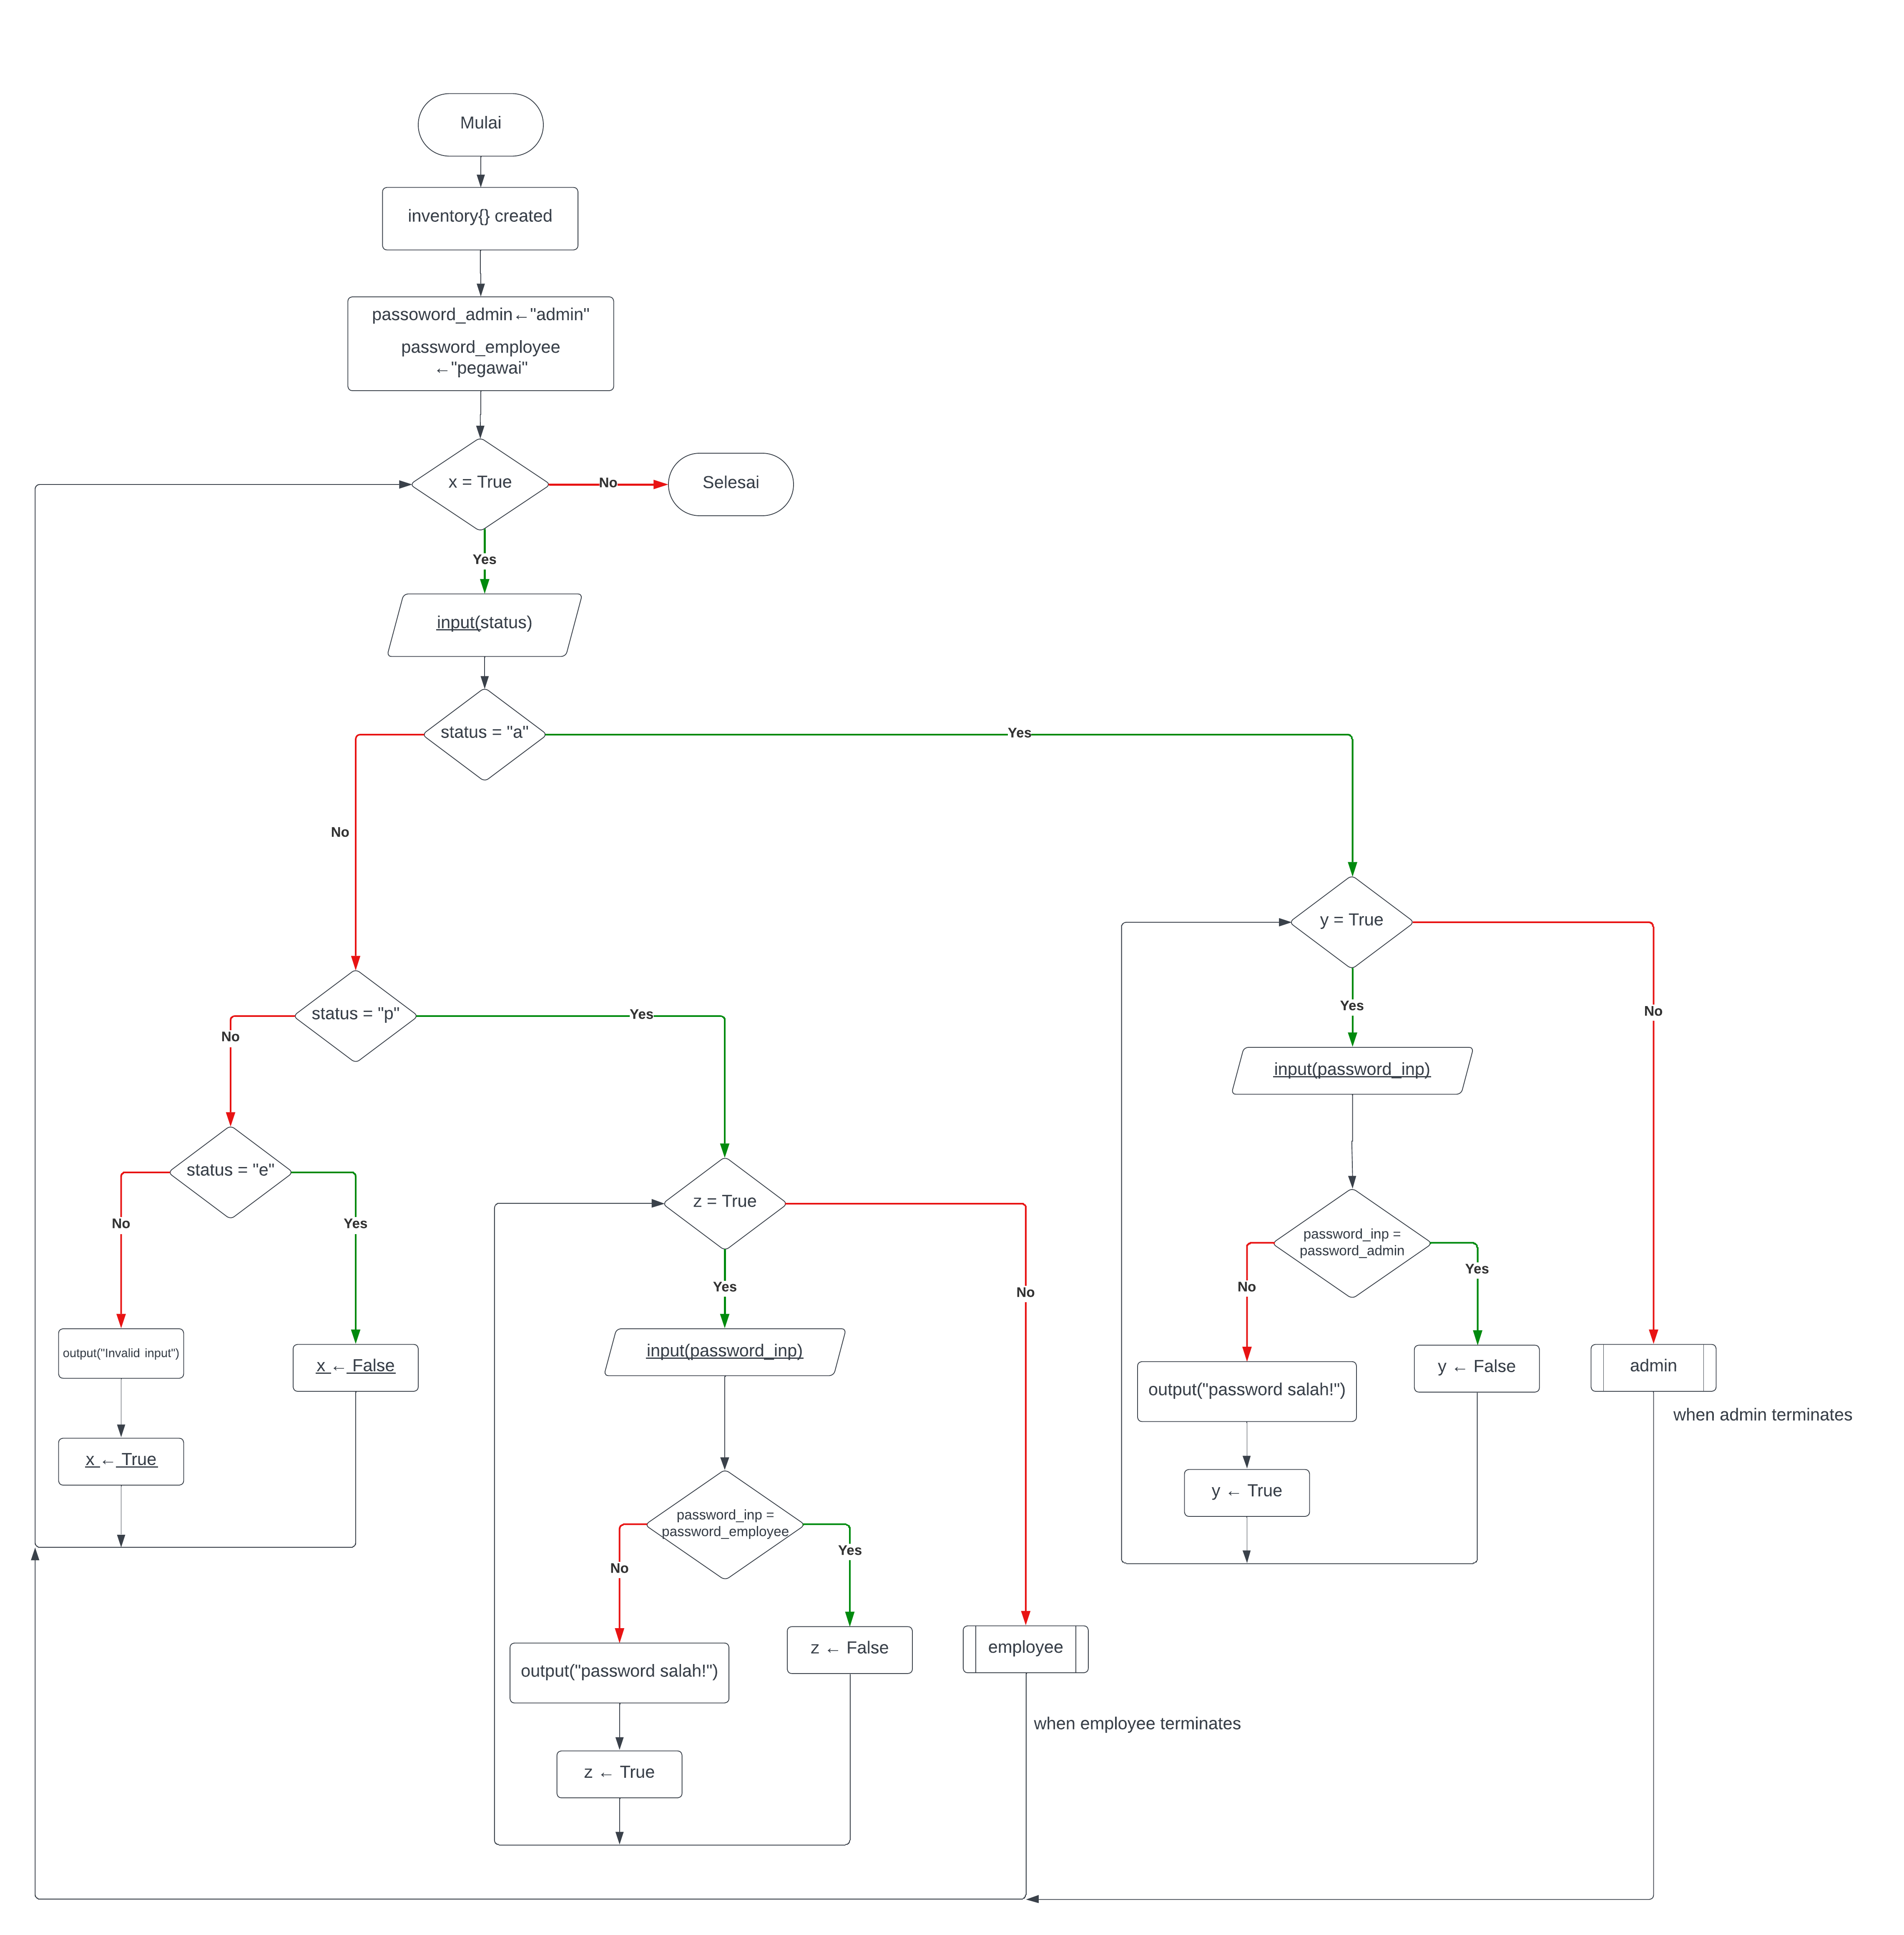 Mulai
inventory{} created
passoword_admin←"admin"
password_employee
←"pegawai"
x = True
No
Selesai
Yes
input(status)
status = "a"
Yes
No
y = True
status = "p"
Yes
No
Yes
No
input(password_inp)
status = "e"
z = True
No
Yes
password_inp =
password_admin
No
Yes
Yes
No
output("Invalid input")
x ← False
input(password_inp)
output("password salah!")
y ← False
admin
when admin terminates
x ← True
y ← True
password_inp =
password_employee
No
Yes
output("password salah!")
z ← False
employee
when employee terminates
z ← True